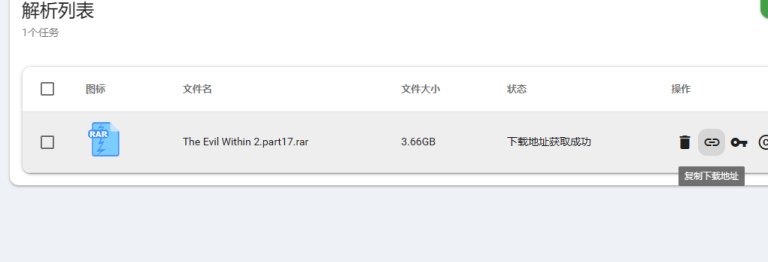 解析列表
1个任务
图标 文件名 文件大小 状态 操作
RAR The Evil Within 2.part17.rar 3.66GB 下载地址获取成功
复制下载地址